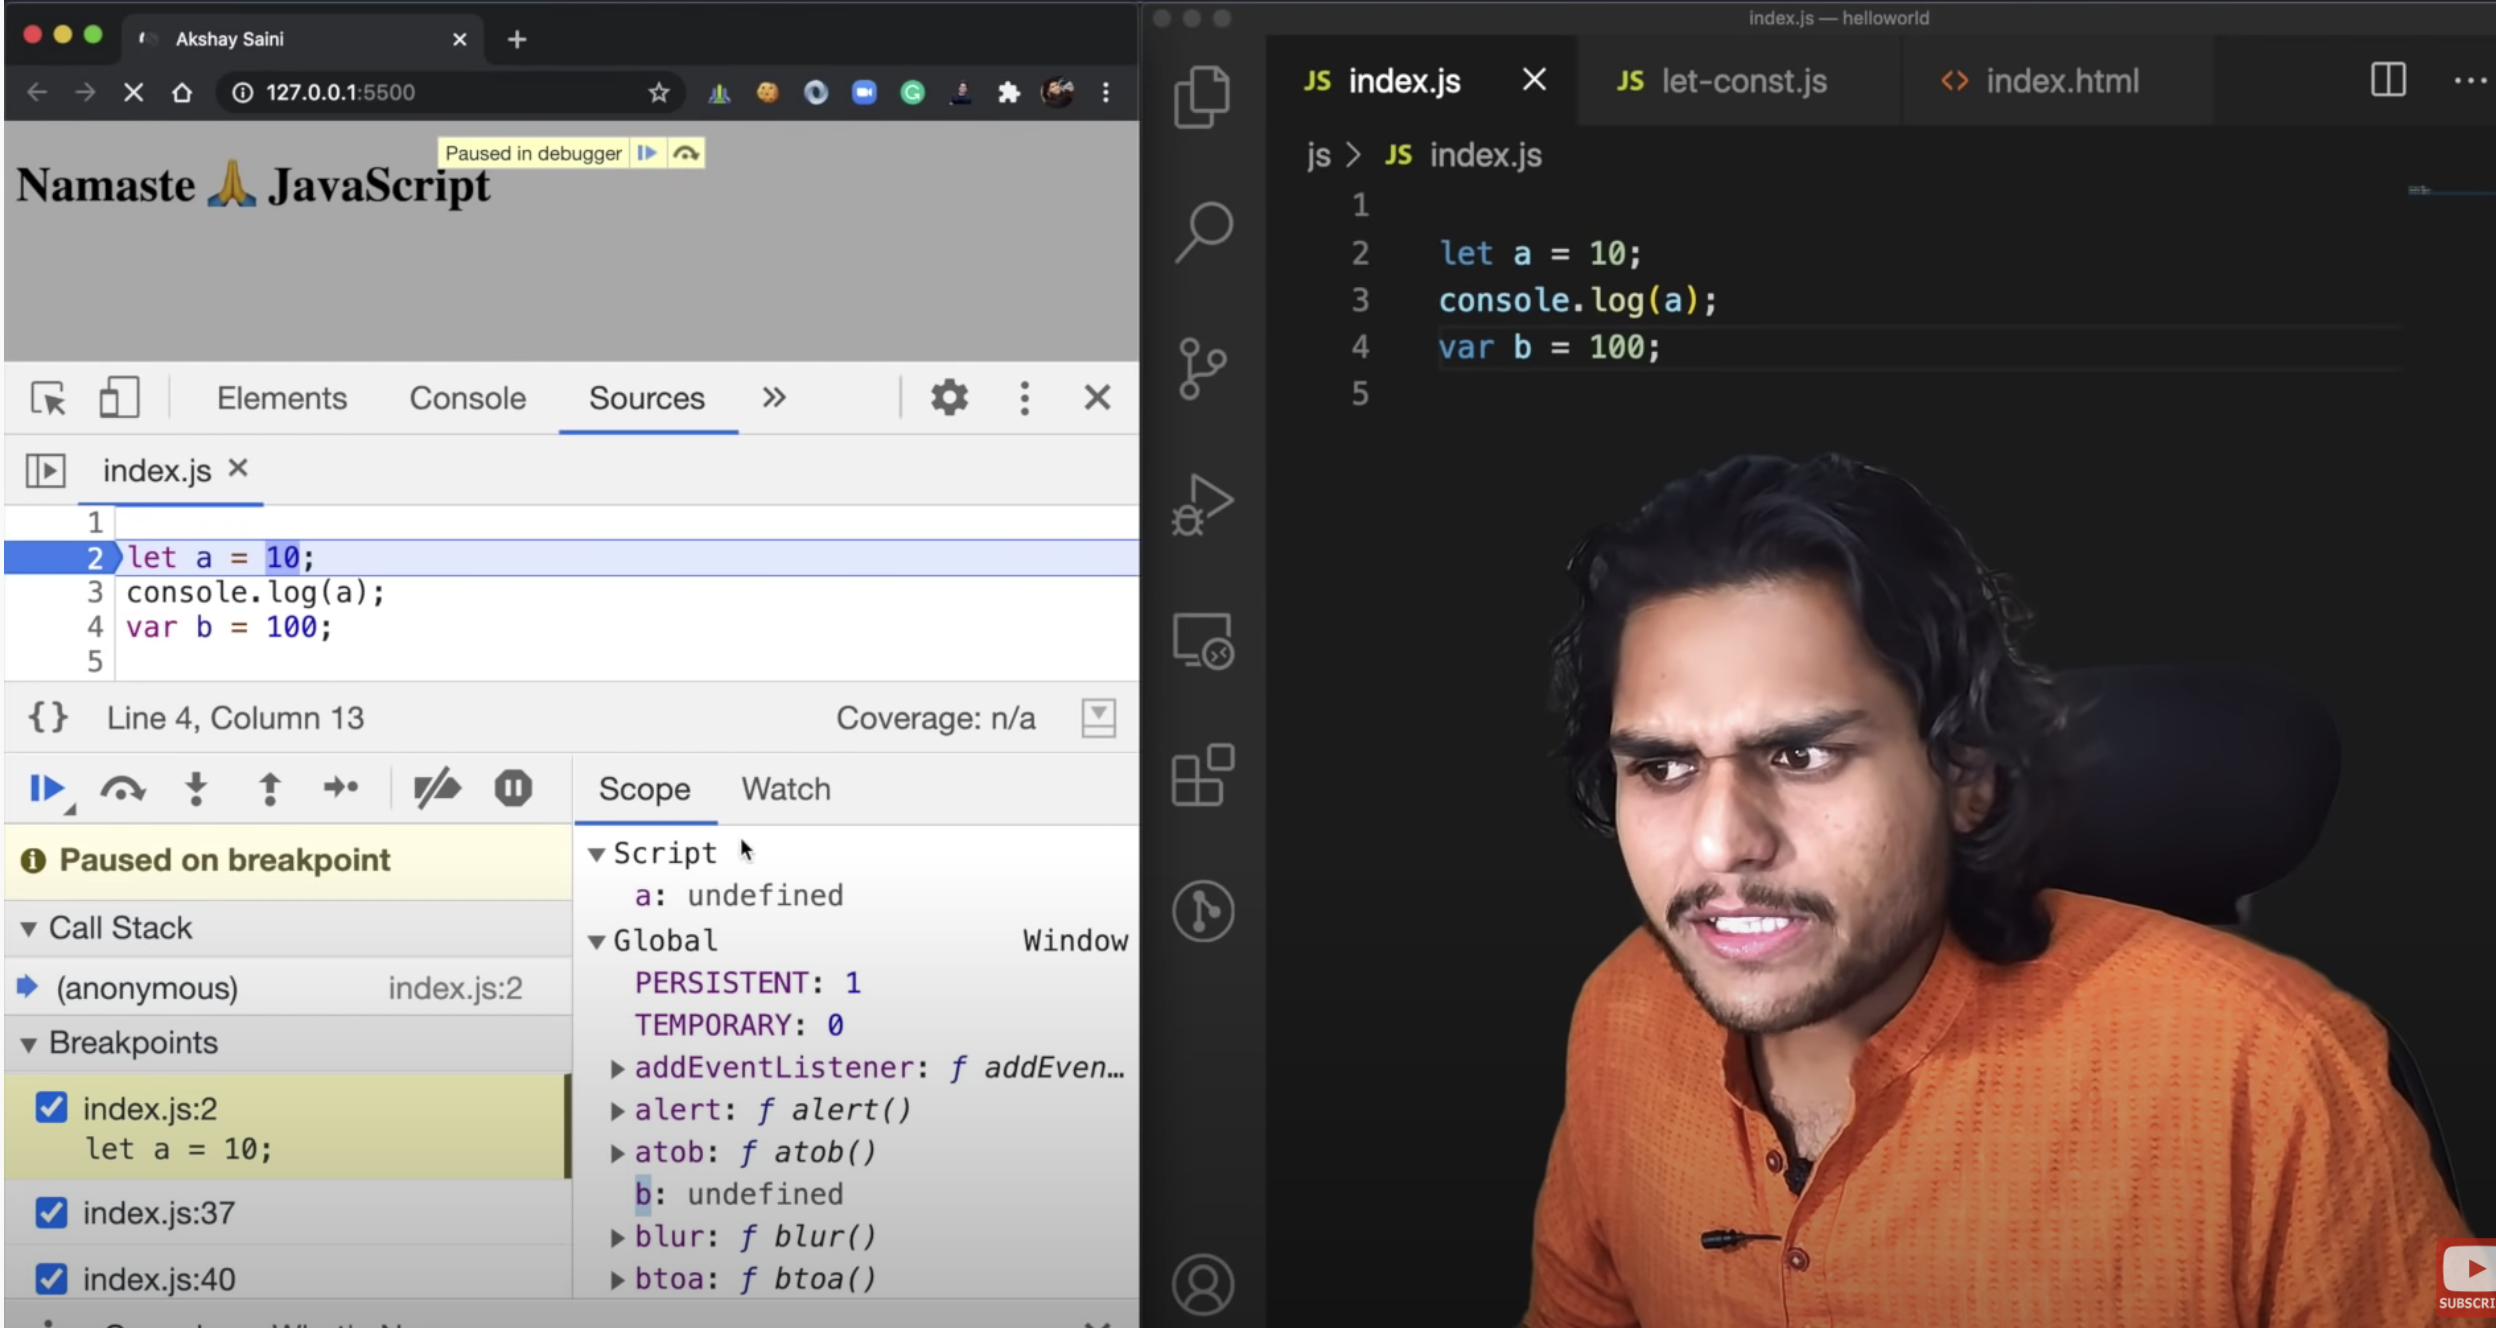 Akshay Saini
127.0.0.1:5500
Paused in debugger
Namaste 🙏 JavaScript
Elements Console Sources
index.js
1
2 let a = 10;
3 console.log(a);
4 var b = 100;
5
{} Line 4, Column 13 Coverage: n/a
Paused on breakpoint
Call Stack
(anonymous) index.js:2
Breakpoints
index.js:2
let a = 10;
index.js:37
index.js:40
Scope Watch
Script
a: undefined
Global Window
PERSISTENT: 1
TEMPORARY: 0
addEventListener: ƒ addEven…
alert: ƒ alert()
atob: ƒ atob()
b: undefined
blur: ƒ blur()
btoa: ƒ btoa()
index.js — helloworld
JS index.js JS let-const.js <> index.html
js > JS index.js
1
2 let a = 10;
3 console.log(a);
4 var b = 100;
5
SUBSCRI